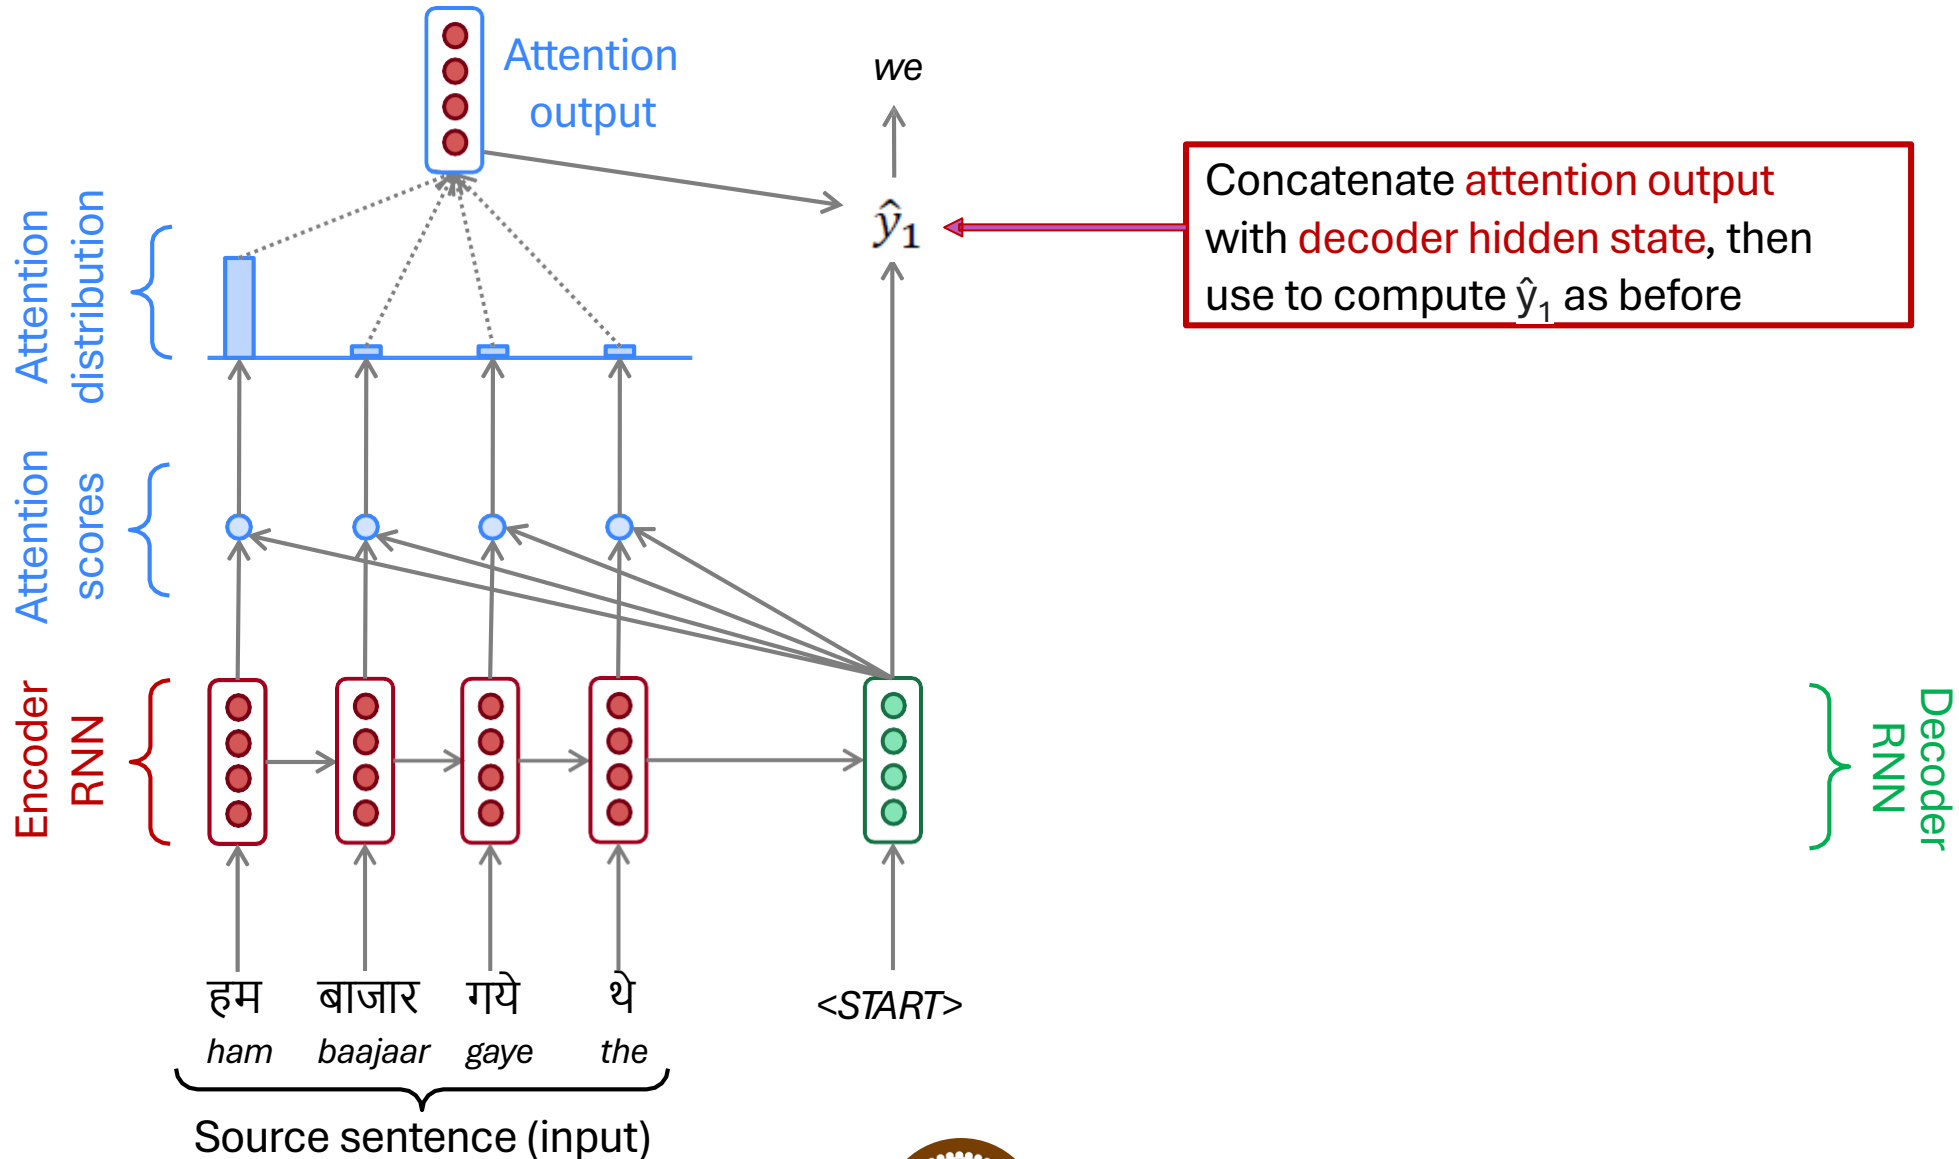 Attention
output
we
ŷ₁
Concatenate attention output
with decoder hidden state, then
use to compute ŷ₁ as before
Attention
distribution
Attention
scores
Encoder
RNN
Decoder
RNN
हम बाजार गये थे
ham baajaar gaye the
<START>
Source sentence (input)